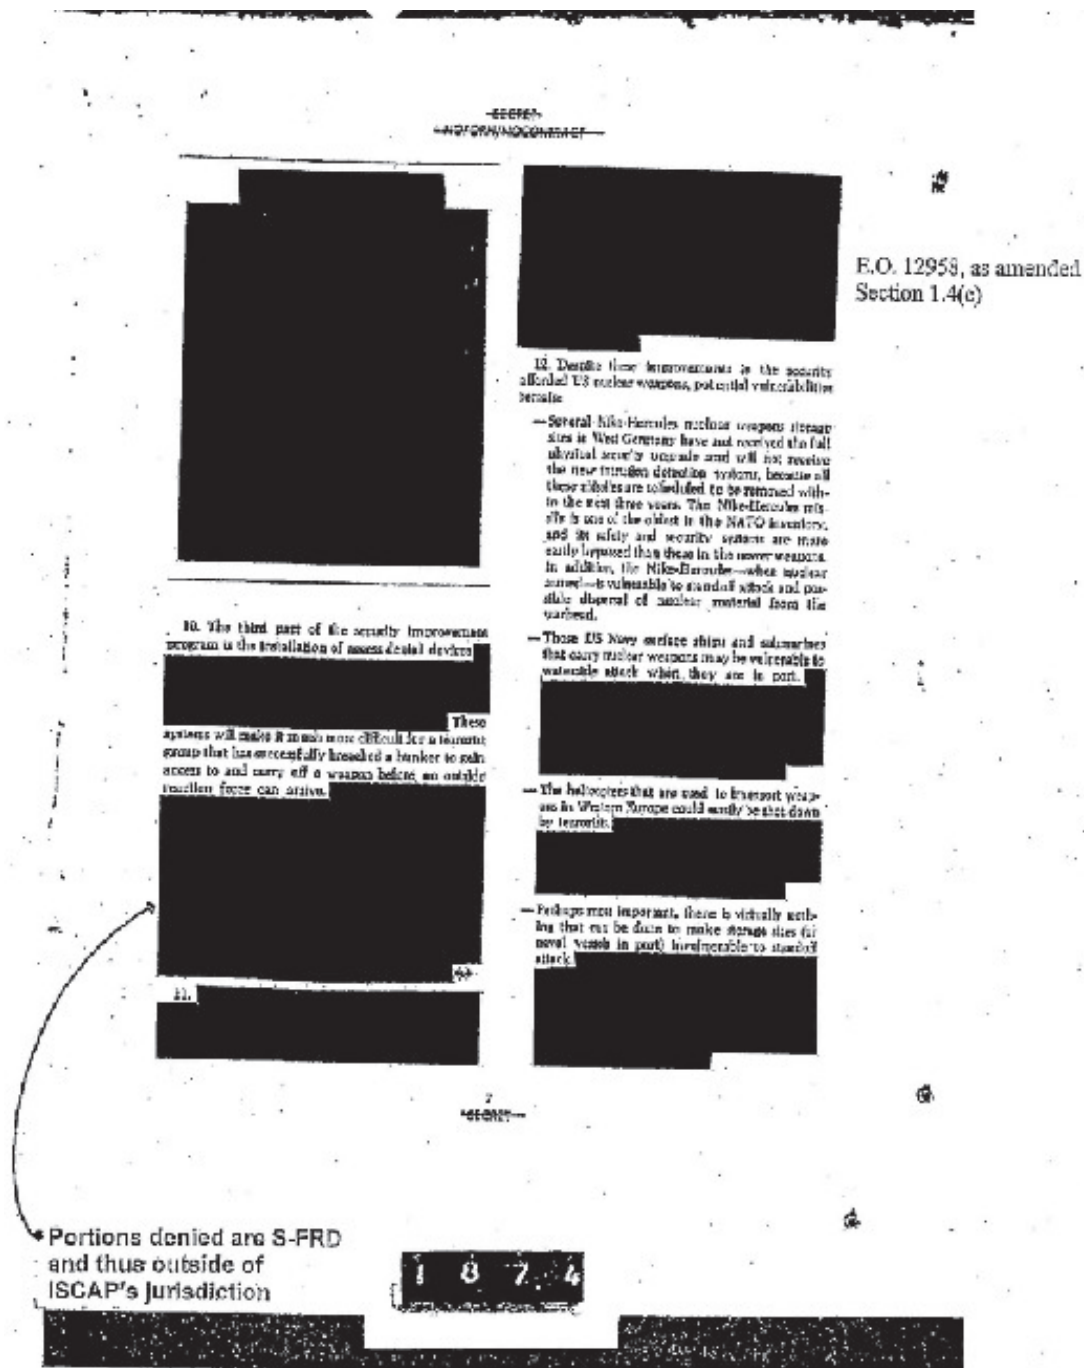 SECRET
NOFORN/NOCONTRACT
E.O. 12958, as amended
Section 1.4(c)
10. The third part of the security improvement
program is the installation of access denial devices
These
systems will make it much more difficult for a terrorist
group that has successfully breached a bunker to gain
access to and carry off a weapon before an outside
reaction force can arrive.
11.
12. Despite these improvements in the security
afforded US nuclear weapons, potential vulnerabilities
remain:
— Several Nike-Hercules nuclear weapons storage
sites in West Germany have not received the full
physical security upgrade and will not receive
the new intrusion detection systems, because all
these missiles are scheduled to be removed with-
in the next three years. The Nike-Hercules mis-
sile is one of the oldest in the NATO inventory,
and its safety and security systems are more
easily bypassed than those in the newer weapons.
In addition, the Nike-Hercules—when nuclear
armed—is vulnerable to standoff attack and pos-
sible dispersal of nuclear material from the
warhead.
— Those US Navy surface ships and submarines
that carry nuclear weapons may be vulnerable to
waterside attack when they are in port.
— The helicopters that are used to transport weap-
ons in Western Europe could easily be shot down
by terrorists.
— Perhaps most important, there is virtually noth-
ing that can be done to make storage sites (or
naval vessels in port) invulnerable to standoff
attack.
7
SECRET
Portions denied are S-FRD
and thus outside of
ISCAP's jurisdiction
1874